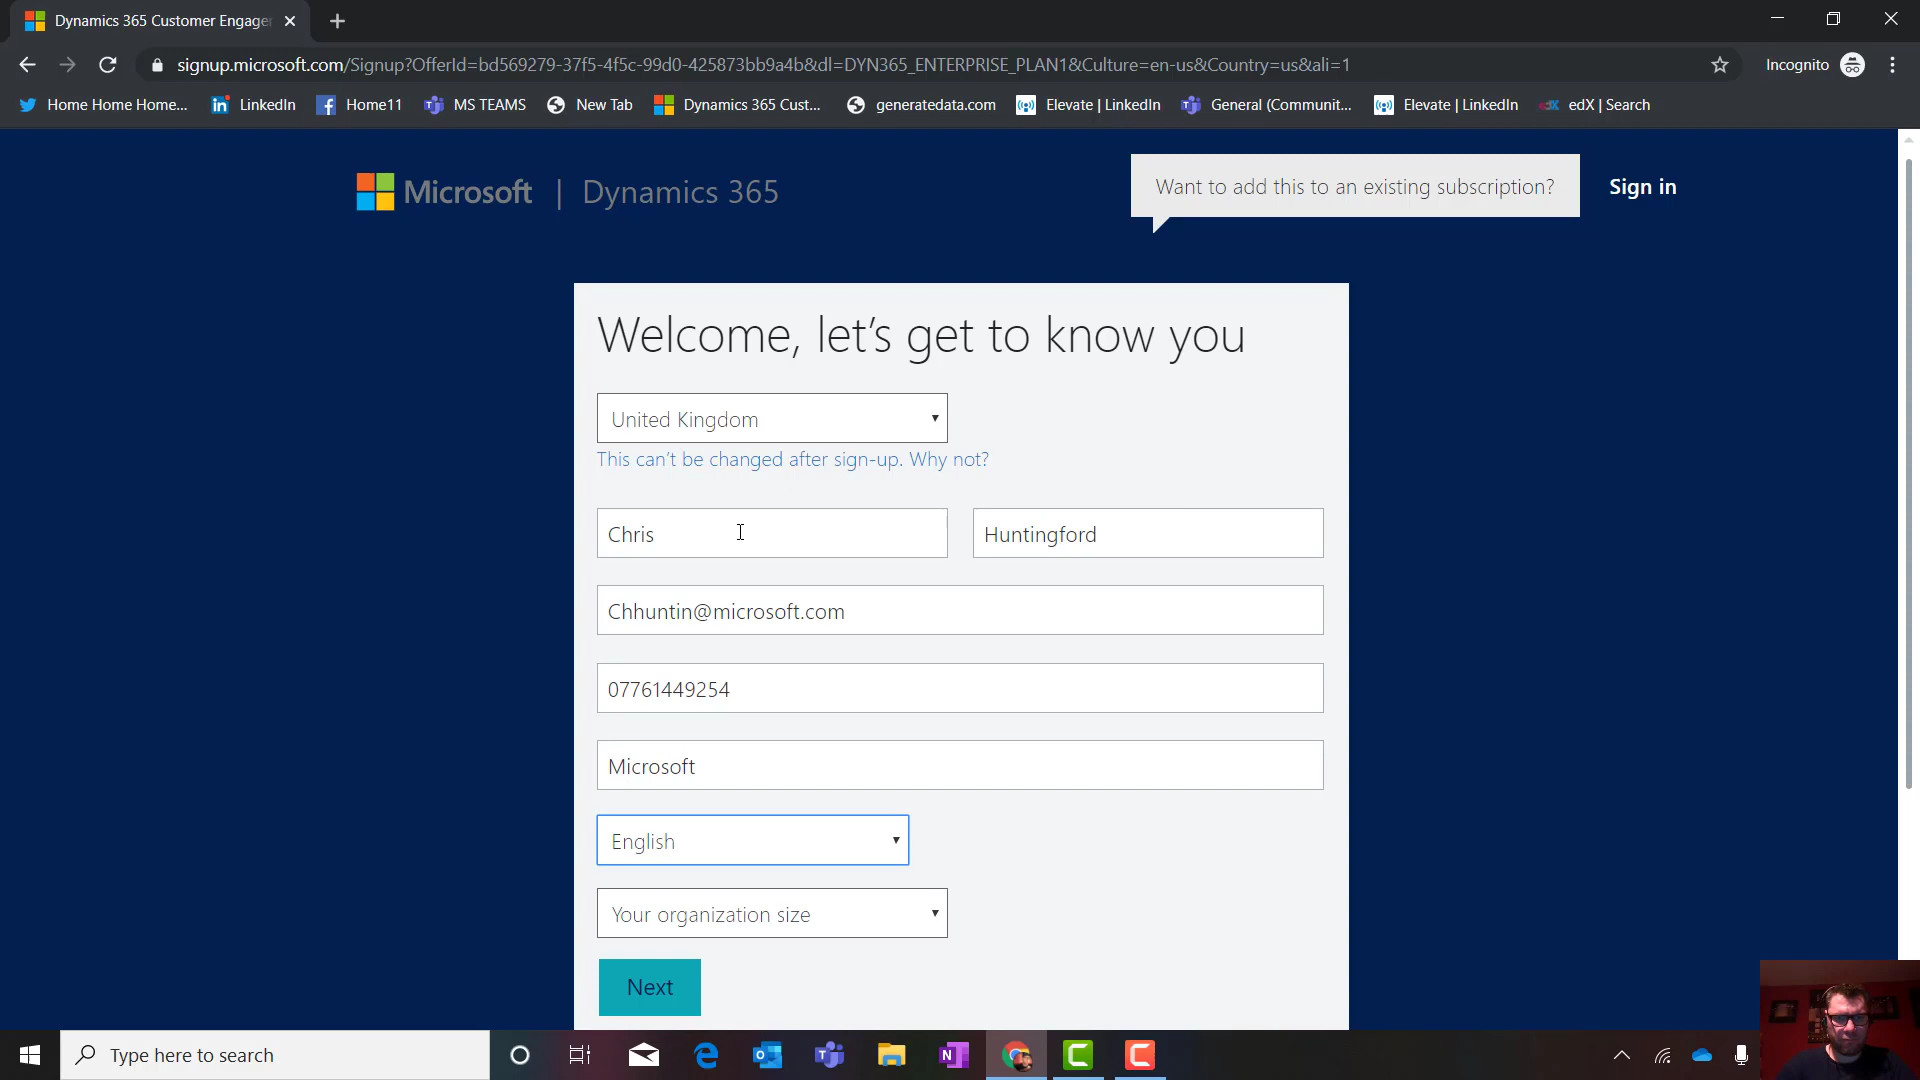 Dynamics 365 Customer Engager
signup.microsoft.com/Signup?OfferId=bd569279-37f5-4f5c-99d0-425873bb9a4b&dl=DYN365_ENTERPRISE_PLAN1&Culture=en-us&Country=us&ali=1
Incognito
Home Home Home... LinkedIn Home11 MS TEAMS New Tab Dynamics 365 Cust... generatedata.com Elevate | LinkedIn General (Communit... Elevate | LinkedIn edX | Search
Microsoft | Dynamics 365
Want to add this to an existing subscription? Sign in
Welcome, let's get to know you
United Kingdom
This can't be changed after sign-up. Why not?
Chris Huntingford
Chhuntin@microsoft.com
07761449254
Microsoft
English
Your organization size
Next
Type here to search